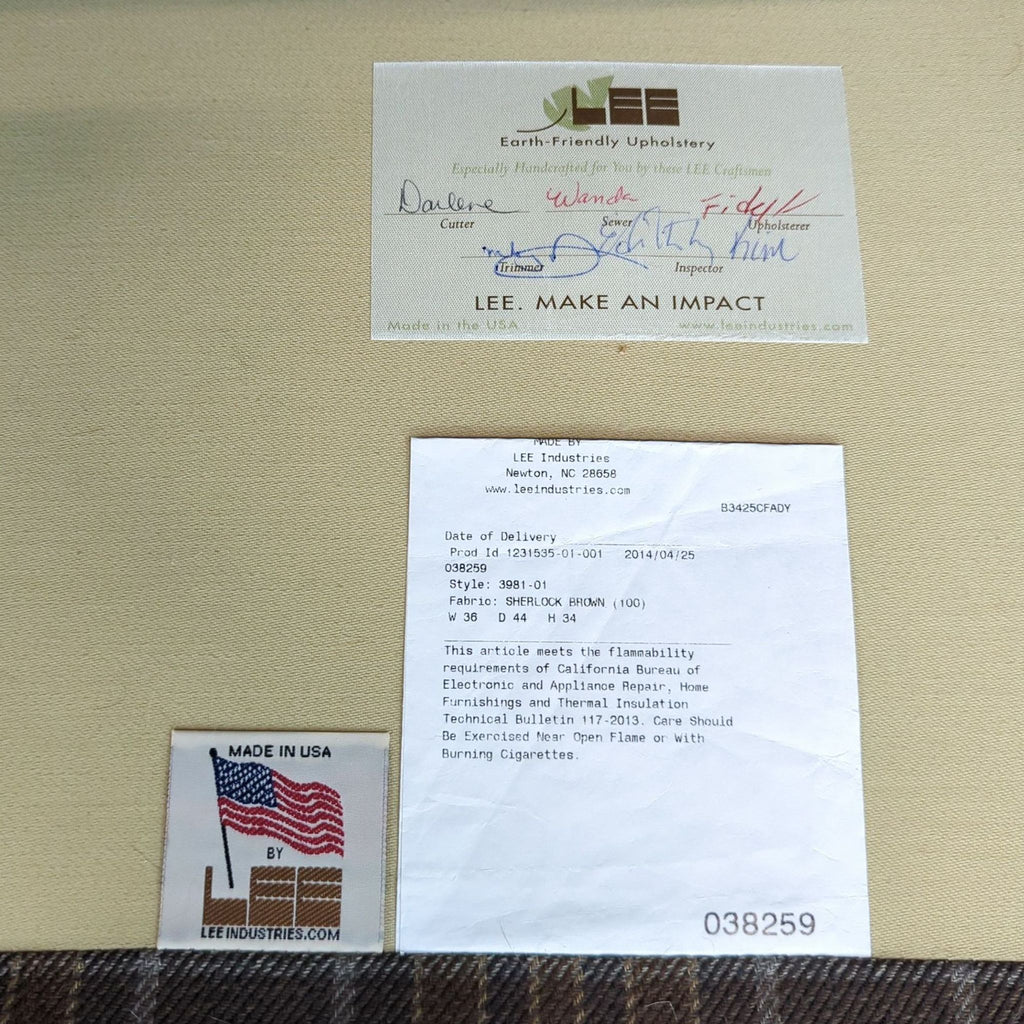 LEE
Earth-Friendly Upholstery
Especially Handcrafted for You by these LEE Craftsmen
Darlene Wanda
Cutter Sewer Upholsterer
Trimmer Inspector
LEE. MAKE AN IMPACT
Made in the USA www.leeindustries.com
MADE BY
LEE Industries
Newton, NC 28658
www.leeindustries.com
B3425CFADY
Date of Delivery
Prod Id 1231535-01-001 2014/04/25
038259
Style: 3981-01
Fabric: SHERLOCK BROWN (100)
W 36 D 44 H 34
This article meets the flammability
requirements of California Bureau of
Electronic and Appliance Repair, Home
Furnishings and Thermal Insulation
Technical Bulletin 117-2013. Care Should
Be Exercised Near Open Flame or With
Burning Cigarettes.
038259
MADE IN USA
BY
LEE
LEEINDUSTRIES.COM